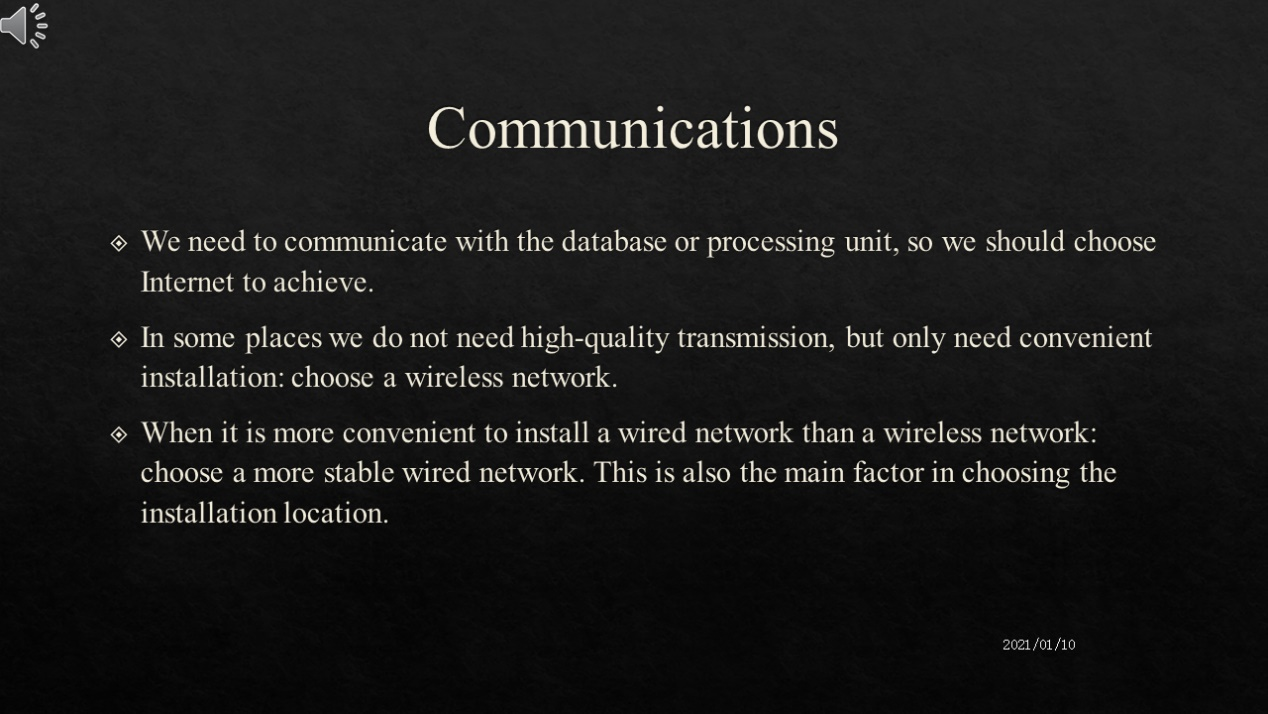 Communications
We need to communicate with the database or processing unit, so we should choose
Internet to achieve.
In some places we do not need high-quality transmission, but only need convenient
installation: choose a wireless network.
When it is more convenient to install a wired network than a wireless network:
choose a more stable wired network. This is also the main factor in choosing the
installation location.
2021/01/10